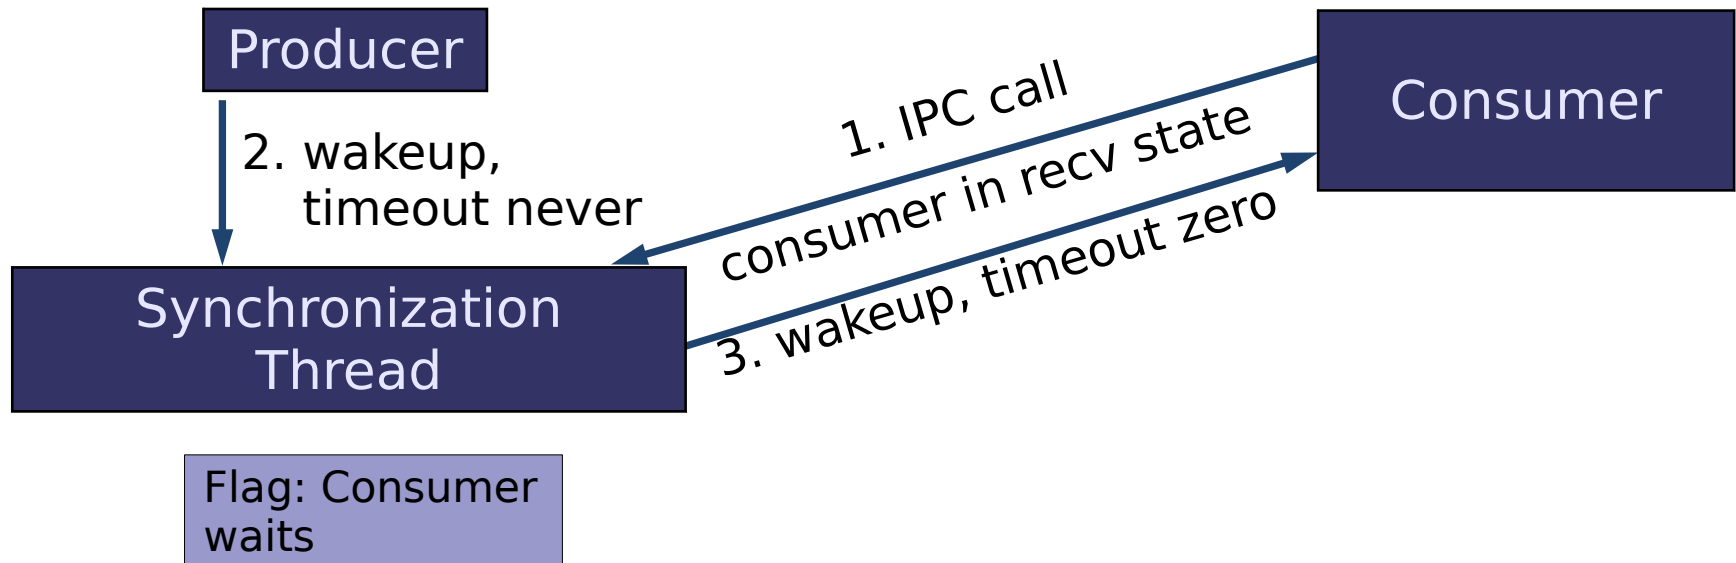 Producer
Consumer
1. IPC call
2. wakeup,
timeout never
consumer in recv state
3. wakeup, timeout zero
Synchronization
Thread
Flag: Consumer
waits